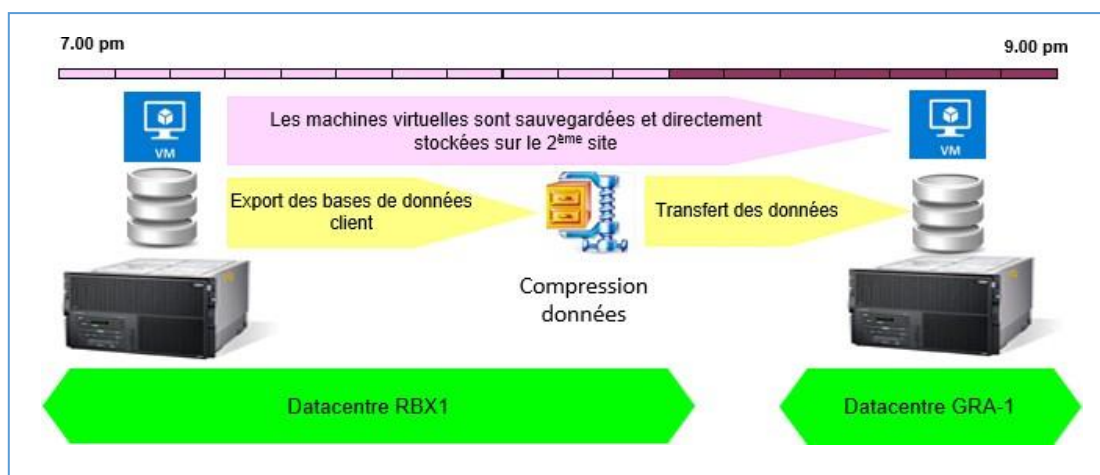 7.00 pm
9.00 pm
VM
Les machines virtuelles sont sauvegardées et directement
stockées sur le 2ème site
VM
Export des bases de données
client
Transfert des données
Compression
données
Datacentre RBX1
Datacentre GRA-1